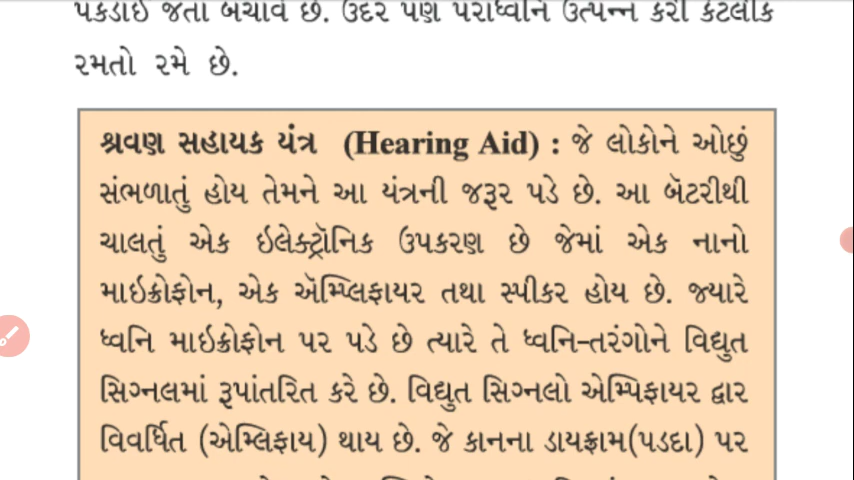 પકડાઈ જતા બચાવે છે. ઉંદર પણ પરાધ્વનિ ઉત્પન્ન કરી કેટલીક
રમતો રમે છે.
શ્રવણ સહાયક યંત્ર (Hearing Aid) : જે લોકોને ઓછું
સંભળાતું હોય તેમને આ યંત્રની જરૂર પડે છે. આ બૅટરીથી
ચાલતું એક ઇલેક્ટ્રૉનિક ઉપકરણ છે જેમાં એક નાનો
માઇક્રોફોન, એક ઍમ્પ્લિફાયર તથા સ્પીકર હોય છે. જ્યારે
ધ્વનિ માઇક્રોફોન પર પડે છે ત્યારે તે ધ્વનિ-તરંગોને વિદ્યુત
સિગ્નલમાં રૂપાંતરિત કરે છે. વિદ્યુત સિગ્નલો એમ્પિફાયર દ્વાર
વિવર્ધિત (એમ્લિફાય) થાય છે. જે કાનના ડાયફ્રામ(પડદા) પર